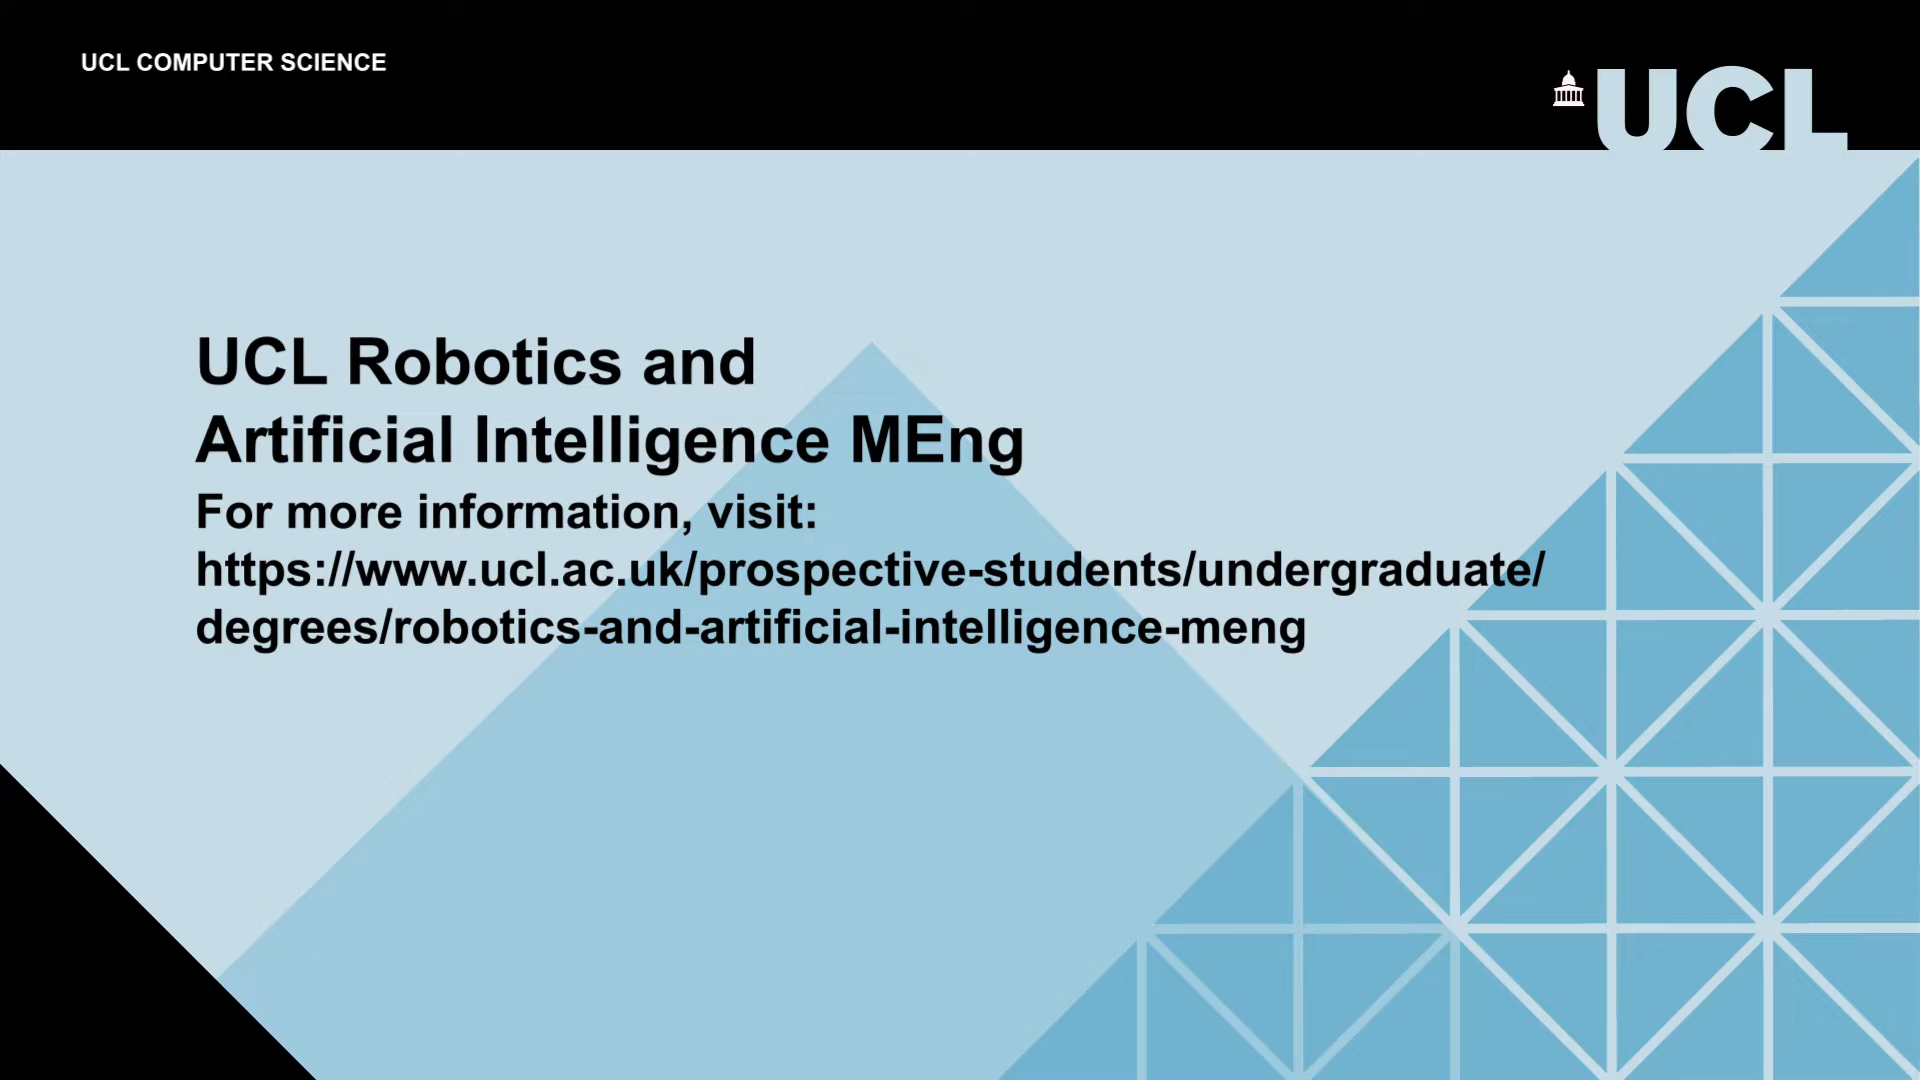 UCL COMPUTER SCIENCE
UCL
UCL Robotics and
Artificial Intelligence MEng
For more information, visit:
https://www.ucl.ac.uk/prospective-students/undergraduate/
degrees/robotics-and-artificial-intelligence-meng